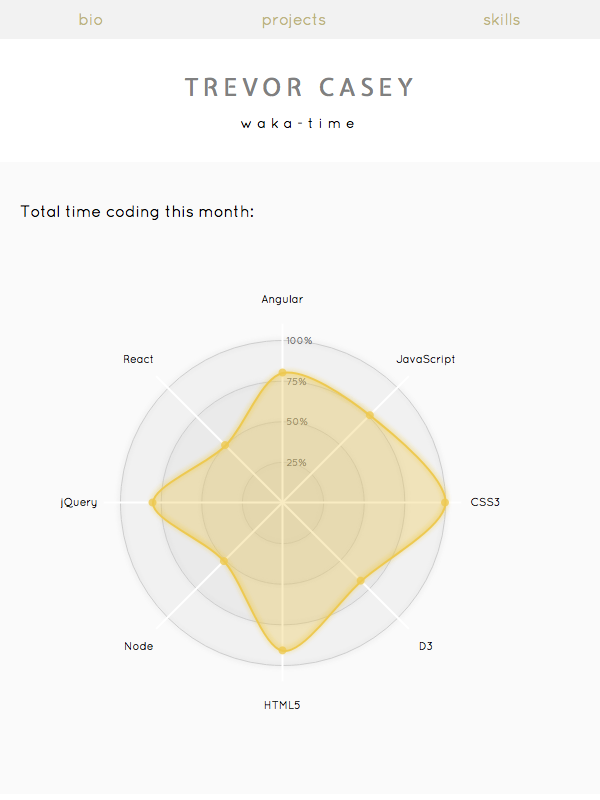 bio projects skills
TREVOR CASEY
waka-time
Total time coding this month:
Angular
100%
React JavaScript
75%
50%
25%
jQuery CSS3
Node D3
HTML5